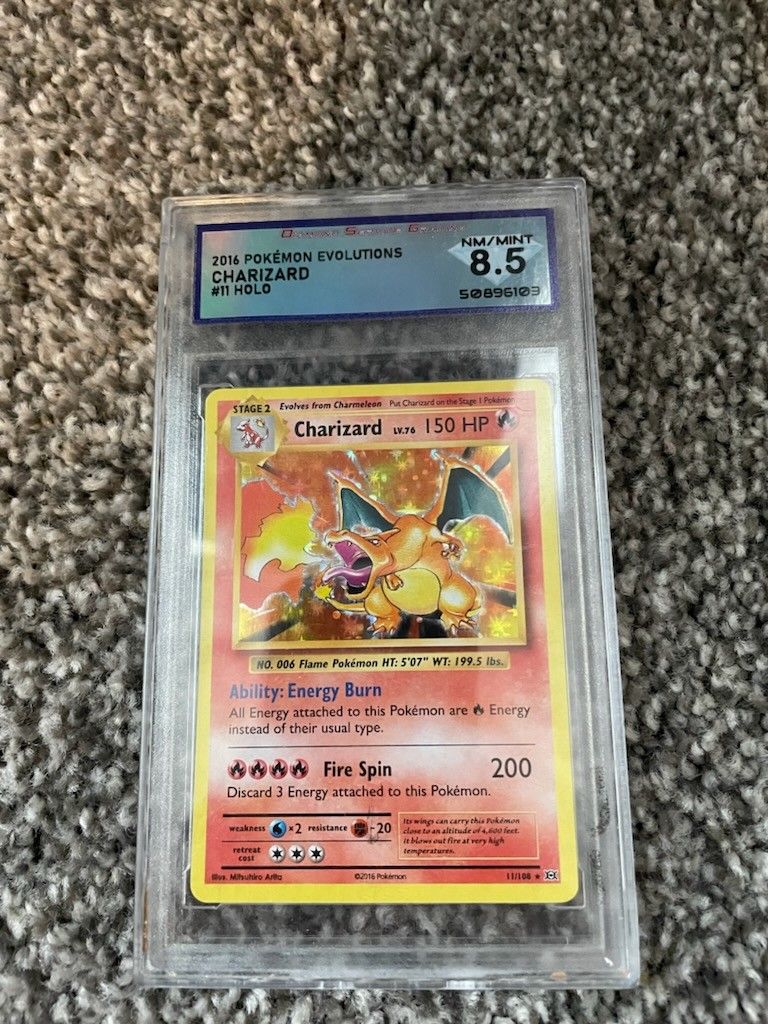 Diamond Service Grading
2016 POKÉMON EVOLUTIONS
CHARIZARD
#11 HOLO
NM/MINT
8.5
50896103
STAGE 2 Evolves from Charmeleon Put Charizard on the Stage 1 Pokémon
Charizard LV.76 150 HP
NO. 006 Flame Pokémon HT: 5'07" WT: 199.5 lbs.
Ability: Energy Burn
All Energy attached to this Pokémon are Energy
instead of their usual type.
Fire Spin 200
Discard 3 Energy attached to this Pokémon.
weakness ×2 resistance -20
retreat
cost
Its wings can carry this Pokémon
close to an altitude of 4,600 feet.
It blows out fire at very high
temperatures.
Illus. Mitsuhiro Arita ©2016 Pokémon 11/108